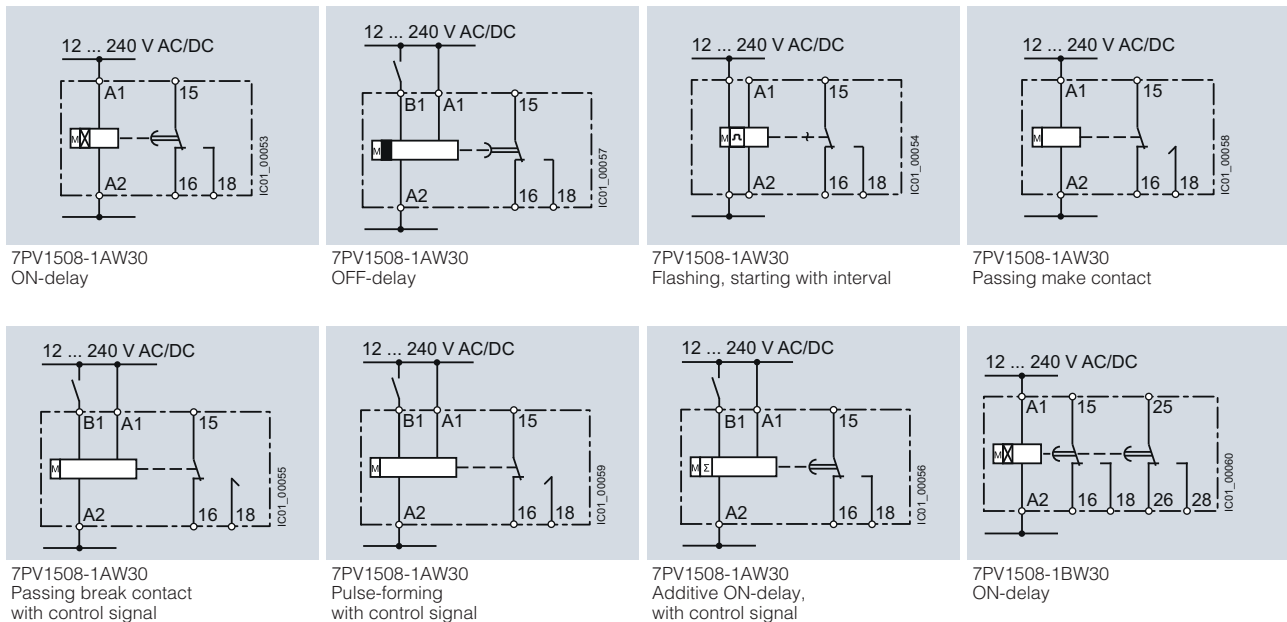 12 ... 240 V AC/DC
A1
15
M
A2
16
18
IC01_00053
7PV1508-1AW30
ON-delay
12 ... 240 V AC/DC
B1
A1
15
M
A2
16
18
IC01_00057
7PV1508-1AW30
OFF-delay
12 ... 240 V AC/DC
A1
15
M
A2
16
18
IC01_00054
7PV1508-1AW30
Flashing, starting with interval
12 ... 240 V AC/DC
A1
15
M
A2
16
18
IC01_00058
7PV1508-1AW30
Passing make contact
12 ... 240 V AC/DC
B1
A1
15
M
A2
16
18
IC01_00055
7PV1508-1AW30
Passing break contact
with control signal
12 ... 240 V AC/DC
B1
A1
15
M
A2
16
18
IC01_00059
7PV1508-1AW30
Pulse-forming
with control signal
12 ... 240 V AC/DC
B1
A1
15
M Σ
A2
16
18
IC01_00056
7PV1508-1AW30
Additive ON-delay,
with control signal
12 ... 240 V AC/DC
A1
15
25
M
A2
16
18
26
28
IC01_00060
7PV1508-1BW30
ON-delay